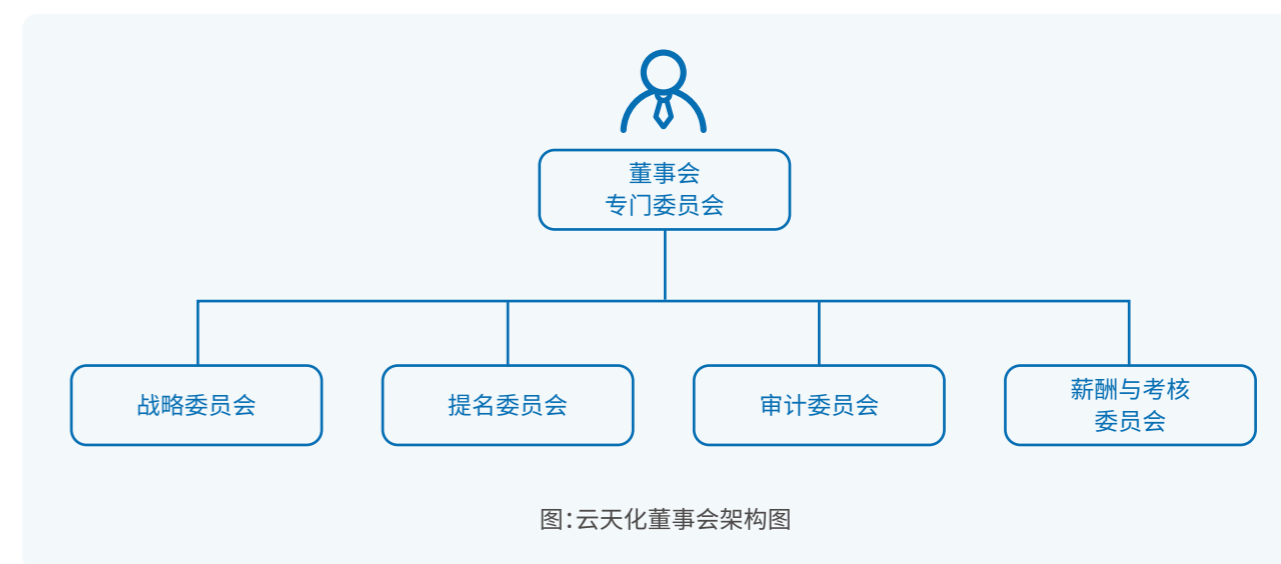 董事会
专门委员会
战略委员会
提名委员会
审计委员会
薪酬与考核
委员会
图:云天化董事会架构图